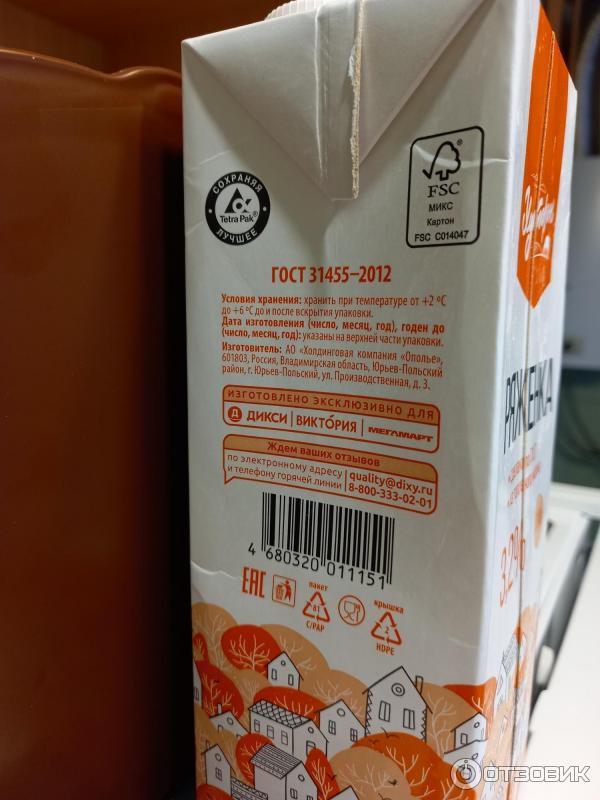 СОХРАНЯЯ
Tetra Pak®
ЛУЧШЕЕ
FSC
МИКС
Картон
FSC C014047
ГОСТ 31455–2012
Условия хранения: хранить при температуре от +2 ºС
до +6 ºС до и после вскрытия упаковки.
Дата изготовления (число, месяц, год), годен до
(число, месяц, год): указаны на верхней части упаковки.
Изготовитель: АО «Холдинговая компания «Ополье»,
601803, Россия, Владимирская область, Юрьев-Польский
район, г. Юрьев-Польский, ул. Производственная, д. 3.
ИЗГОТОВЛЕНО ЭКСКЛЮЗИВНО ДЛЯ
Д ДИКСИ | ВИКТОРИЯ | МЕГАМАРТ
Ждем ваших отзывов
по электронному адресу
и телефону горячей линии
quality@dixy.ru
8-800-333-02-01
4 680320 011151
EAC
пакет
81
C/PAP
крышка
2
HDPE
РЯЖЕНКА
3,2%
ОТЗОВИК